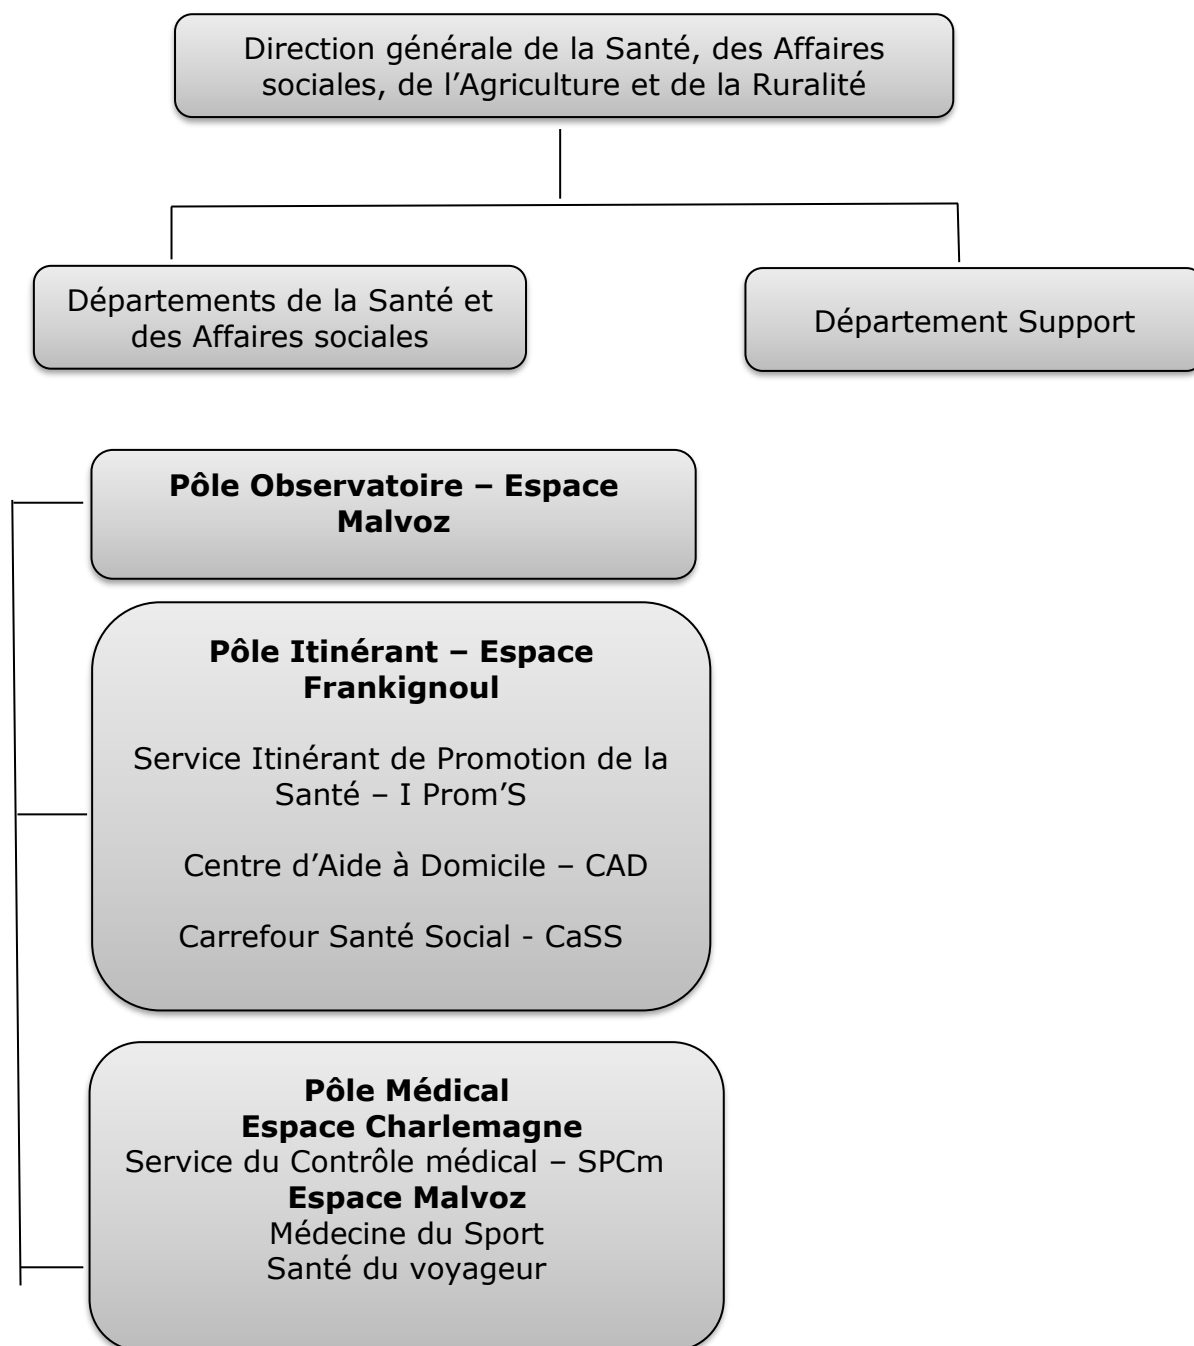 Direction générale de la Santé, des Affaires
sociales, de l’Agriculture et de la Ruralité
Départements de la Santé et
des Affaires sociales
Département Support
Pôle Observatoire – Espace
Malvoz
Pôle Itinérant – Espace
Frankignoul
Service Itinérant de Promotion de la
Santé – I Prom’S
Centre d’Aide à Domicile – CAD
Carrefour Santé Social - CaSS
Pôle Médical
Espace Charlemagne
Service du Contrôle médical – SPCm
Espace Malvoz
Médecine du Sport
Santé du voyageur